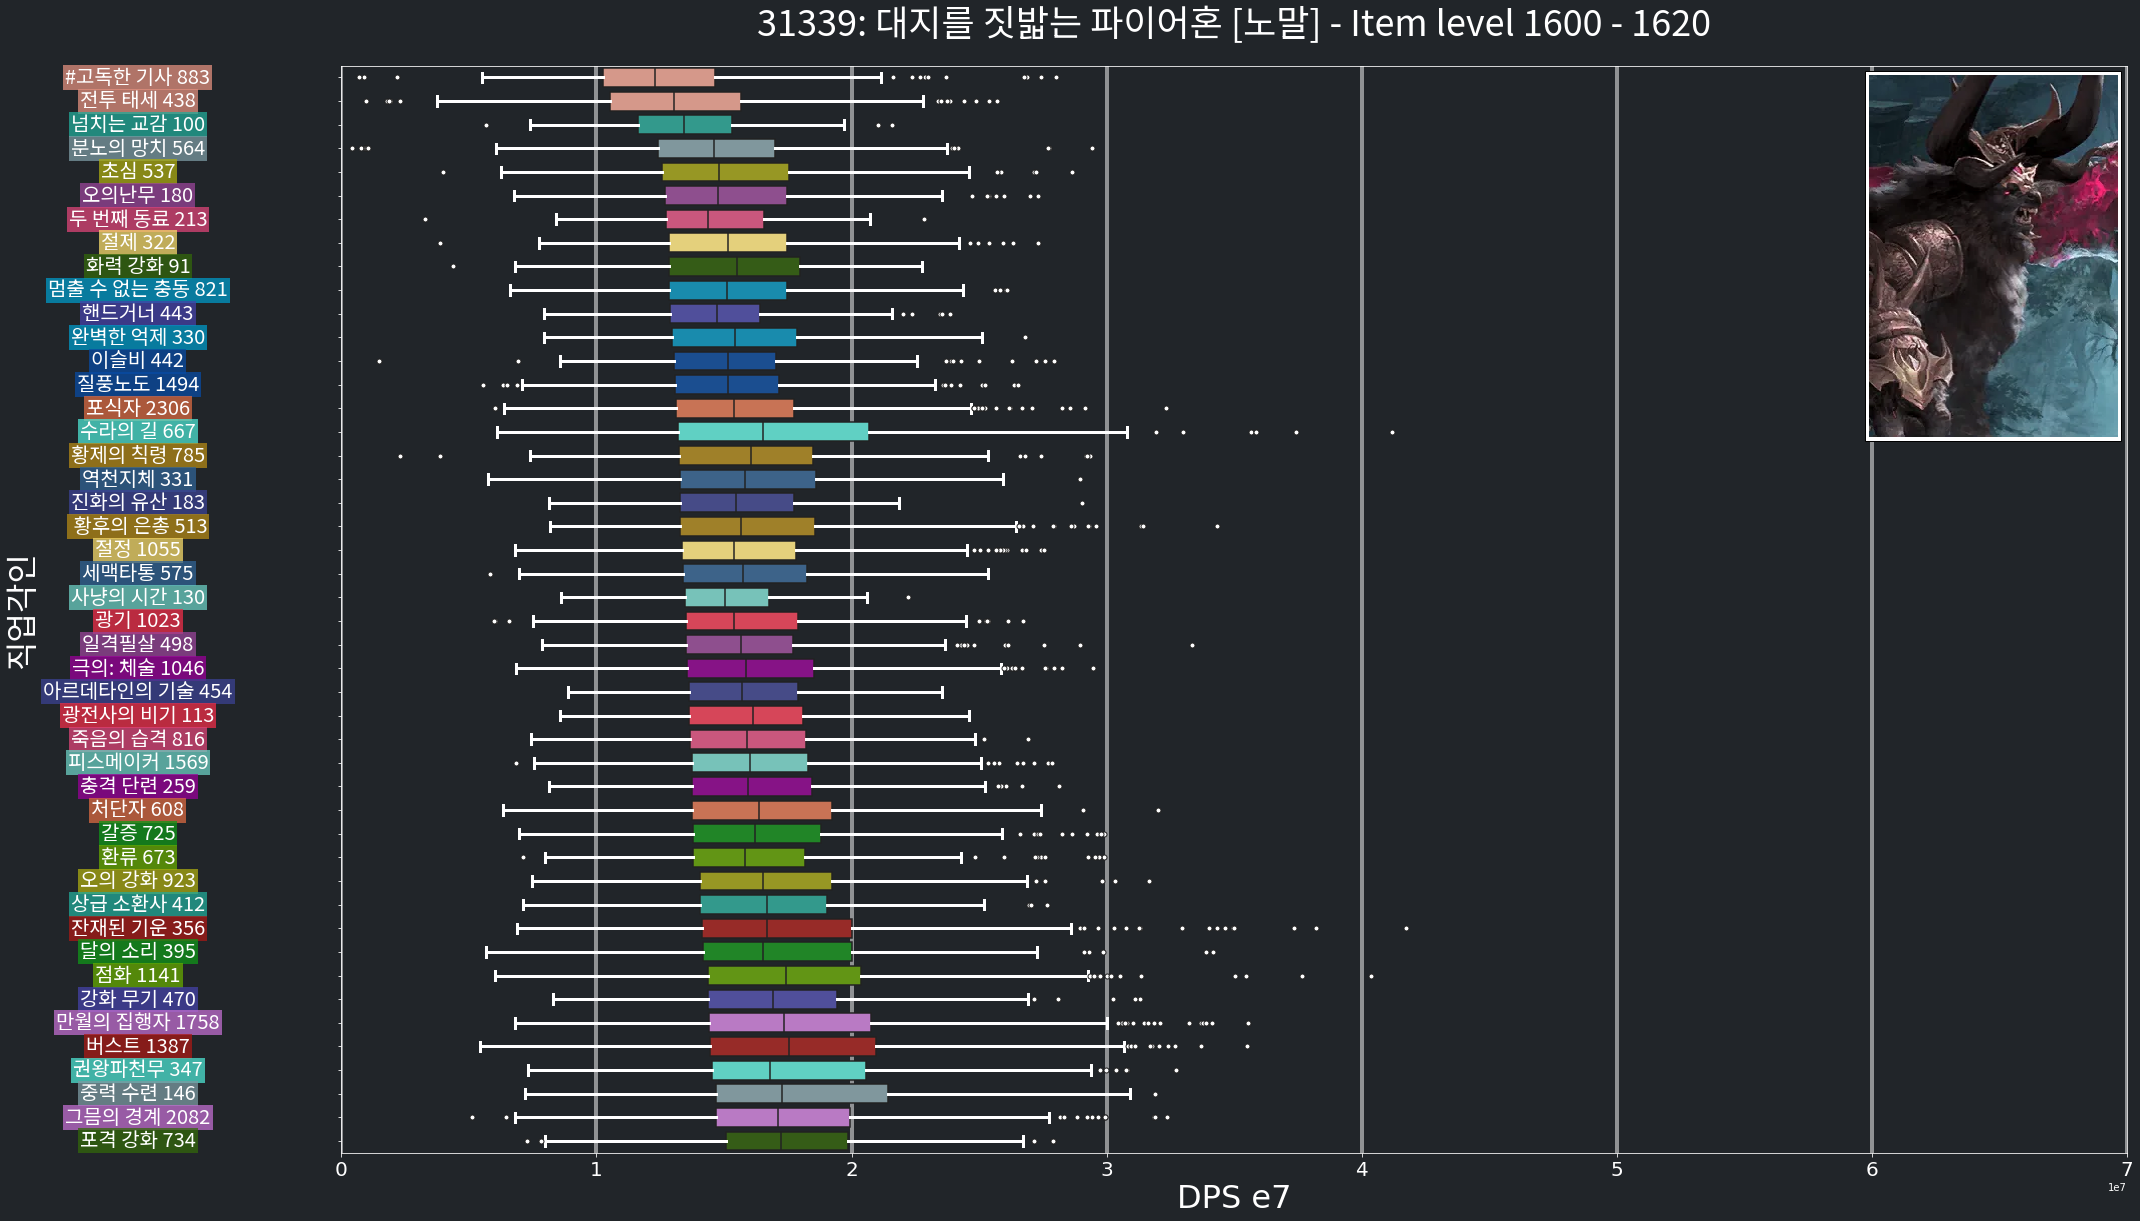 31339: 대지를 짓밟는 파이어혼 [노말] - Item level 1600 - 1620
#고독한 기사 883
전투 태세 438
넘치는 교감 100
분노의 망치 564
초심 537
오의난무 180
두 번째 동료 213
절제 322
화력 강화 91
멈출 수 없는 충동 821
핸드거너 443
완벽한 억제 330
이슬비 442
질풍노도 1494
포식자 2306
수라의 길 667
황제의 칙령 785
역천지체 331
진화의 유산 183
황후의 은총 513
절정 1055
세맥타통 575
사냥의 시간 130
광기 1023
일격필살 498
극의: 체술 1046
아르데타인의 기술 454
광전사의 비기 113
죽음의 습격 816
피스메이커 1569
충격 단련 259
처단자 608
갈증 725
환류 673
오의 강화 923
상급 소환사 412
잔재된 기운 356
달의 소리 395
점화 1141
강화 무기 470
만월의 집행자 1758
버스트 1387
권왕파천무 347
중력 수련 146
그믐의 경계 2082
포격 강화 734
직업각인
0 1 2 3 4 5 6 7
1e7
DPS e7